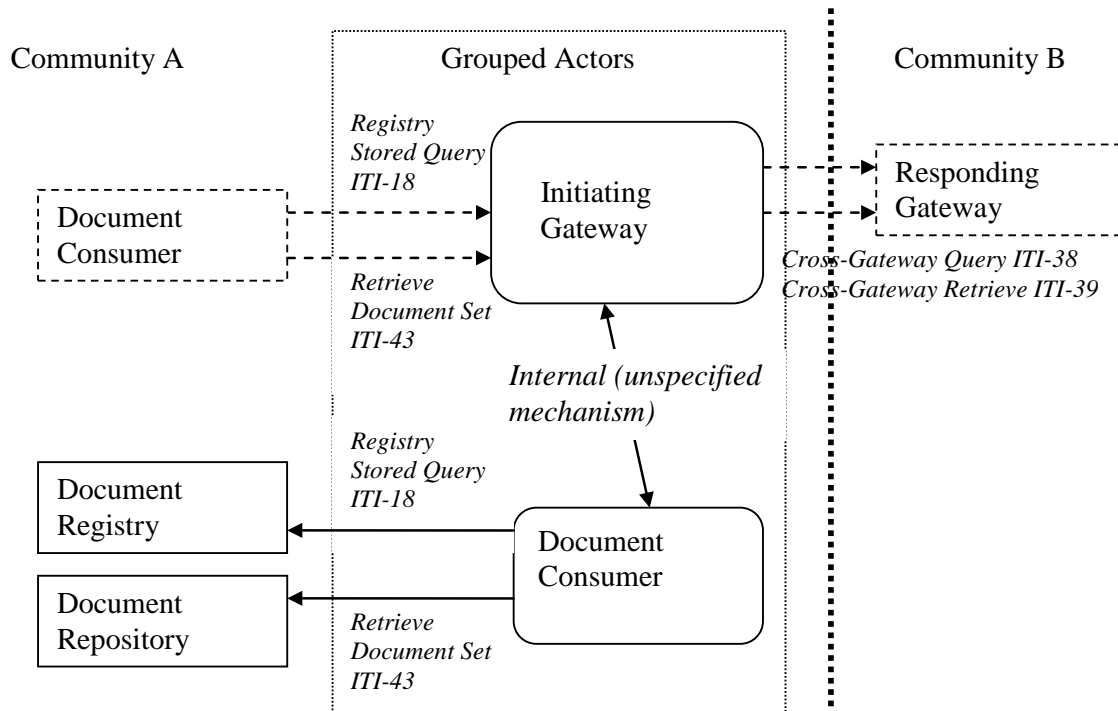 Community A
Grouped Actors
Community B
Registry
Stored Query
ITI-18
Initiating
Gateway
Responding
Gateway
Document
Consumer
Cross-Gateway Query ITI-38
Cross-Gateway Retrieve ITI-39
Retrieve
Document Set
ITI-43
Internal (unspecified
mechanism)
Registry
Stored Query
ITI-18
Document
Registry
Document
Consumer
Document
Repository
Retrieve
Document Set
ITI-43